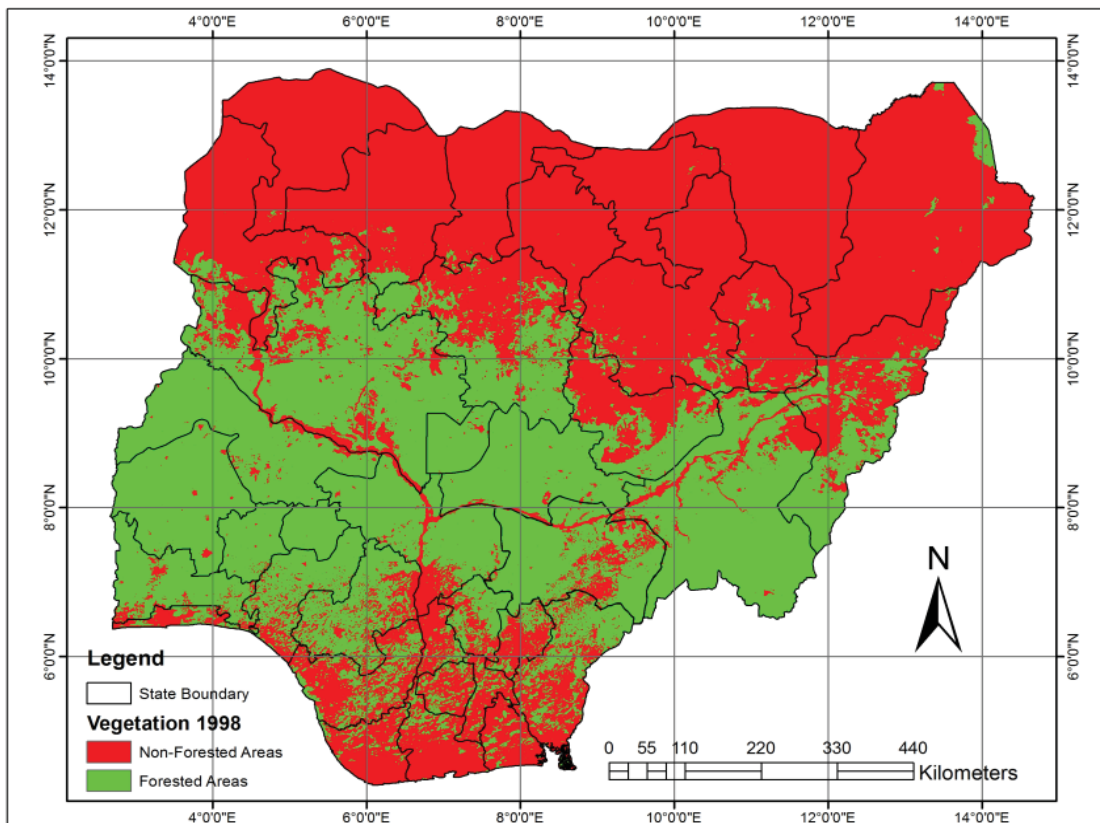 4°0'0"E 6°0'0"E 8°0'0"E 10°0'0"E 12°0'0"E 14°0'0"E
14°0'0"N 14°0'0"N
12°0'0"N 12°0'0"N
10°0'0"N 10°0'0"N
8°0'0"N 8°0'0"N
N
6°0'0"N 6°0'0"N
Legend
State Boundary
Vegetation 1998
Non-Forested Areas
Forested Areas
0 55 110 220 330 440
Kilometers
4°0'0"E 6°0'0"E 8°0'0"E 10°0'0"E 12°0'0"E 14°0'0"E